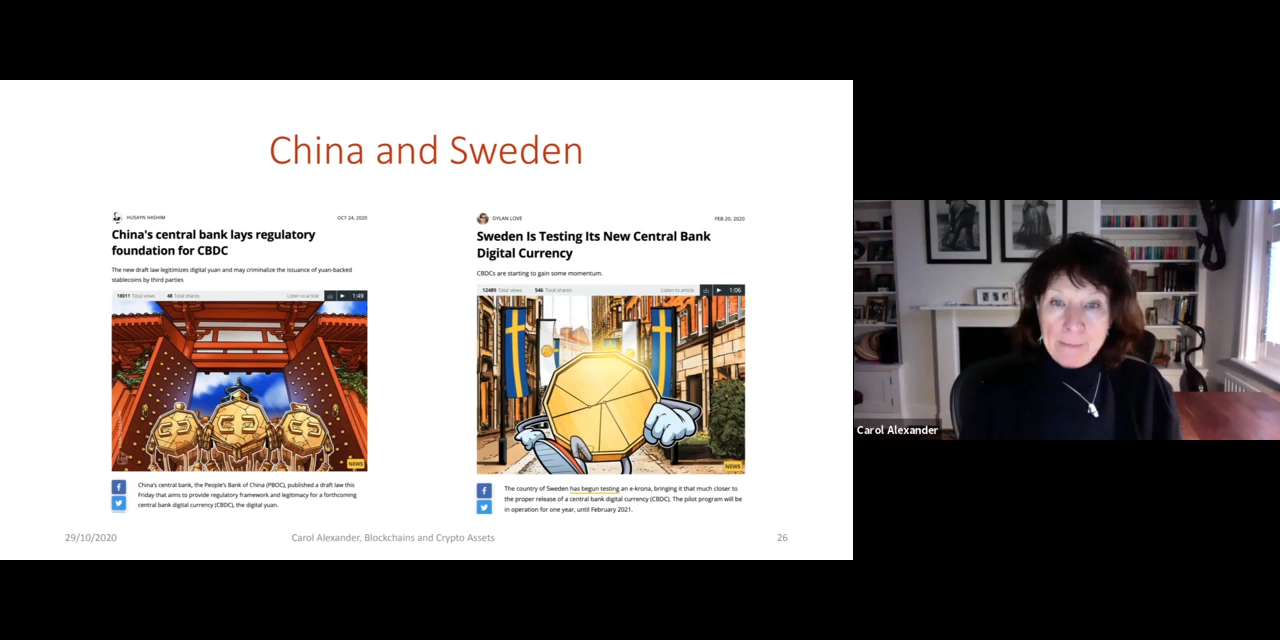 China and Sweden
HUSAYN HASHIM
OCT 24, 2020
China's central bank lays regulatory
foundation for CBDC
The new draft law legitimizes digital yuan and may criminalize the issuance of yuan-backed
stablecoins by third parties
18011 Total views 48 Total shares Listen to article 1:49
NEWS
China's central bank, the People's Bank of China (PBOC), published a draft law this
Friday that aims to provide regulatory framework and legitimacy for a forthcoming
central bank digital currency (CBDC), the digital yuan.
DYLAN LOVE
FEB 20, 2020
Sweden Is Testing Its New Central Bank
Digital Currency
CBDCs are starting to gain some momentum.
12489 Total views 546 Total shares Listen to article 1:06
NEWS
The country of Sweden has begun testing an e-krona, bringing it that much closer to
the proper release of a central bank digital currency (CBDC). The pilot program will be
in operation for one year, until February 2021.
29/10/2020
Carol Alexander, Blockchains and Crypto Assets
26
Carol Alexander